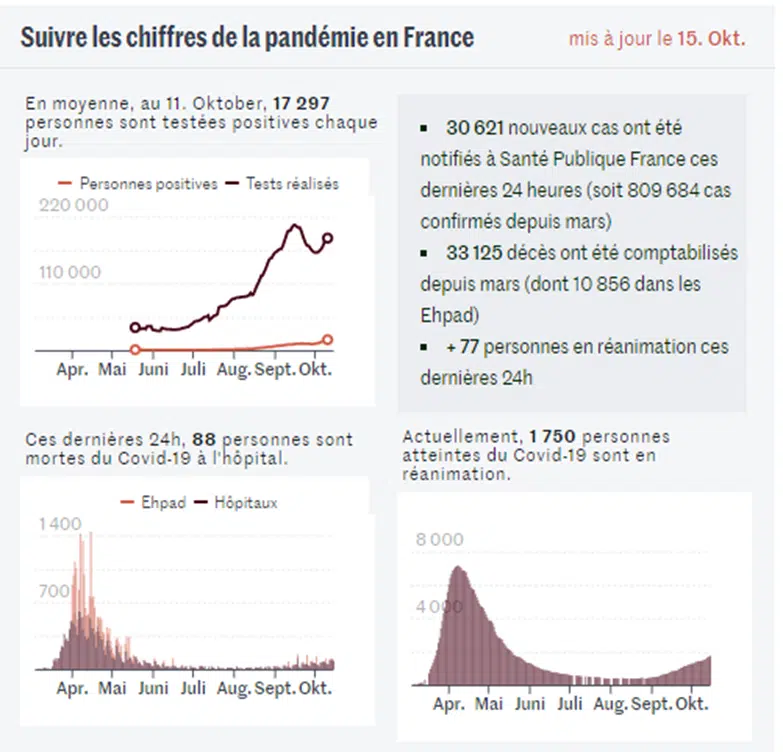 Suivre les chiffres de la pandémie en France
mis à jour le 15. Okt.
En moyenne, au 11. Oktober, 17 297
personnes sont testées positives chaque
jour.
Personnes positives Tests réalisés
220 000
110 000
Apr. Mai Juni Juli Aug. Sept. Okt.
▪ 30 621 nouveaux cas ont été
notifiés à Santé Publique France ces
dernières 24 heures (soit 809 684 cas
confirmés depuis mars)
▪ 33 125 décès ont été comptabilisés
depuis mars (dont 10 856 dans les
Ehpad)
▪ + 77 personnes en réanimation ces
dernières 24h
Ces dernières 24h, 88 personnes sont
mortes du Covid-19 à l'hôpital.
Ehpad Hôpitaux
1 400
700
Apr. Mai Juni Juli Aug. Sept. Okt.
Actuellement, 1 750 personnes
atteintes du Covid-19 sont en
réanimation.
8 000
4 000
Apr. Mai Juni Juli Aug. Sept. Okt.